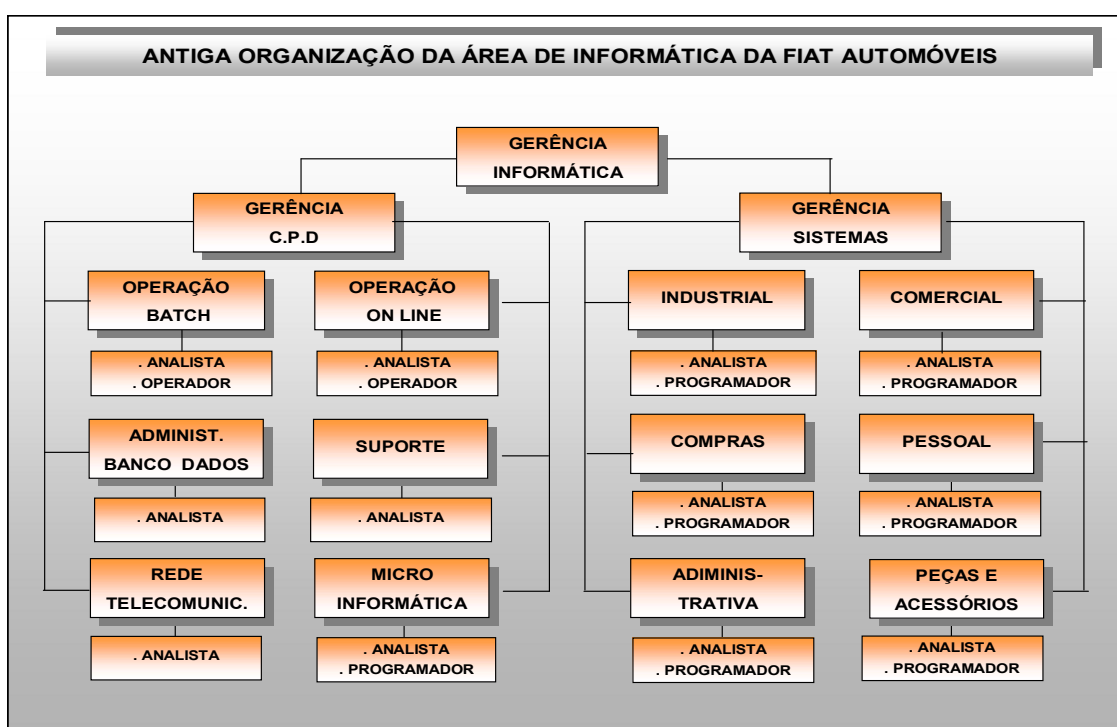 ANTIGA ORGANIZAÇÃO DA ÁREA DE INFORMÁTICA DA FIAT AUTOMÓVEIS
GERÊNCIA
INFORMÁTICA
GERÊNCIA
C.P.D
GERÊNCIA
SISTEMAS
OPERAÇÃO
BATCH
OPERAÇÃO
ON LINE
INDUSTRIAL
COMERCIAL
. ANALISTA
. OPERADOR
. ANALISTA
. OPERADOR
. ANALISTA
. PROGRAMADOR
. ANALISTA
. PROGRAMADOR
ADMINIST.
BANCO DADOS
SUPORTE
COMPRAS
PESSOAL
. ANALISTA
. ANALISTA
. ANALISTA
. PROGRAMADOR
. ANALISTA
. PROGRAMADOR
REDE
TELECOMUNIC.
MICRO
INFORMÁTICA
ADIMINIS-
TRATIVA
PEÇAS E
ACESSÓRIOS
. ANALISTA
. ANALISTA
. PROGRAMADOR
. ANALISTA
. PROGRAMADOR
. ANALISTA
. PROGRAMADOR